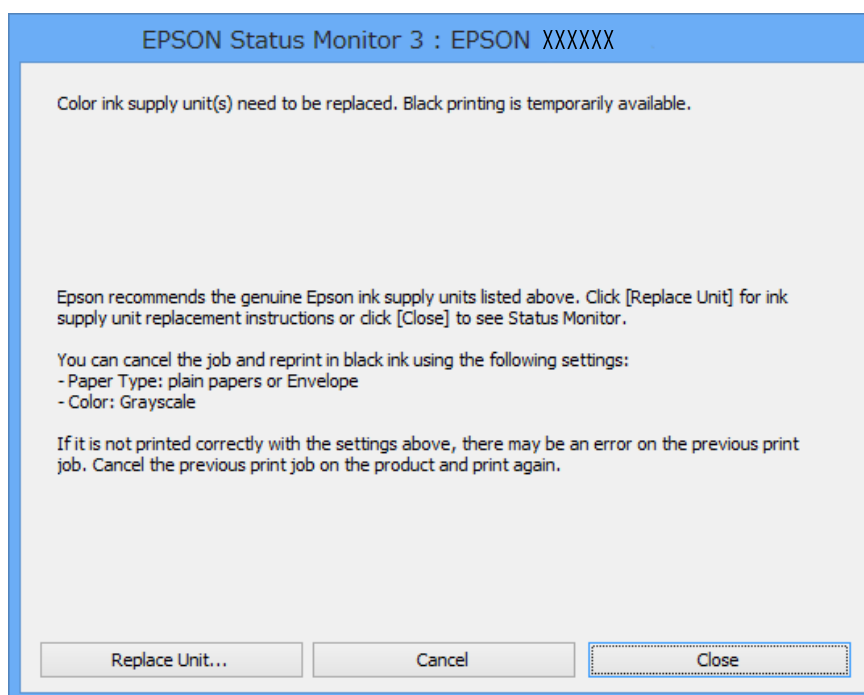 EPSON Status Monitor 3 : EPSON XXXXXX
Color ink supply unit(s) need to be replaced. Black printing is temporarily available.
Epson recommends the genuine Epson ink supply units listed above. Click [Replace Unit] for ink
supply unit replacement instructions or click [Close] to see Status Monitor.
You can cancel the job and reprint in black ink using the following settings:
- Paper Type: plain papers or Envelope
- Color: Grayscale
If it is not printed correctly with the settings above, there may be an error on the previous print
job. Cancel the previous print job on the product and print again.
Replace Unit... Cancel Close